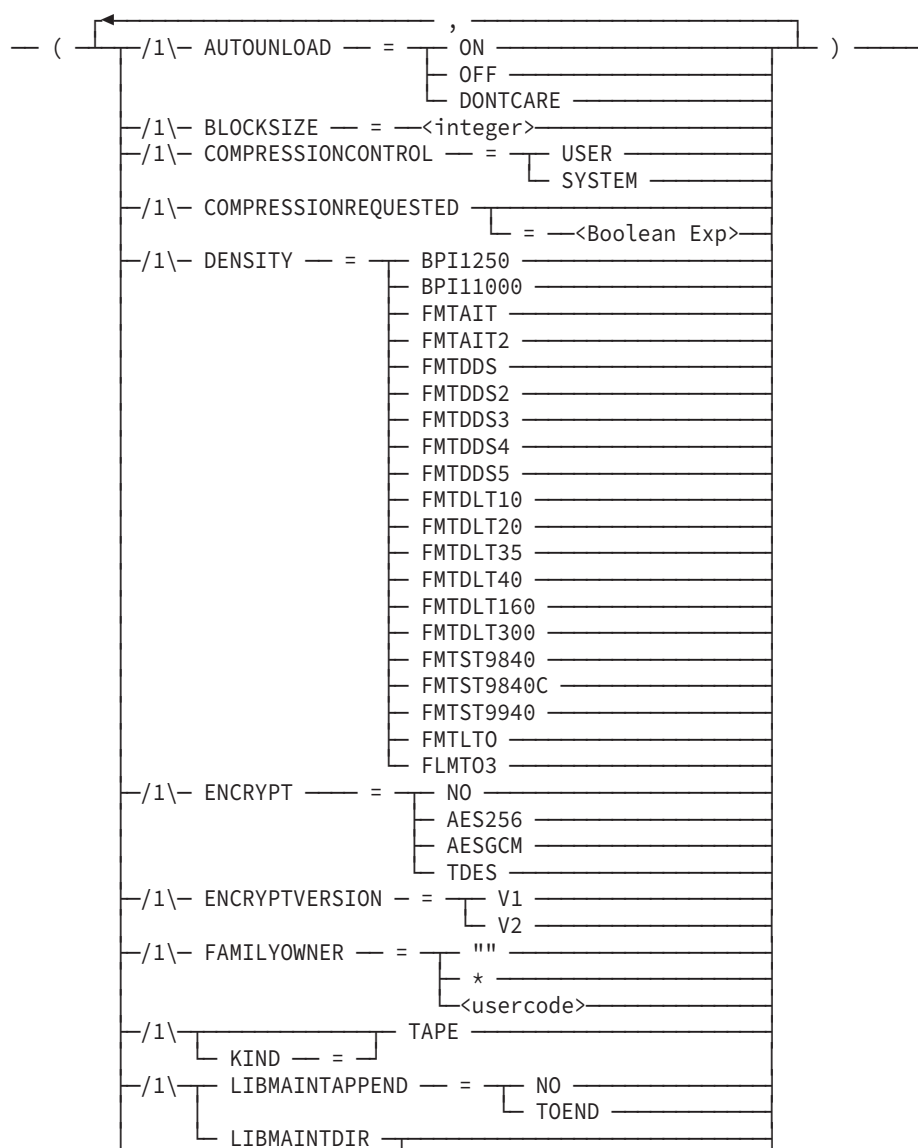 ,
( /1\ AUTOUNLOAD = ON )
OFF
DONTCARE
/1\ BLOCKSIZE = <integer>
/1\ COMPRESSIONCONTROL = USER
SYSTEM
/1\ COMPRESSIONREQUESTED
= <Boolean Exp>
/1\ DENSITY = BPI1250
BPI11000
FMTAIT
FMTAIT2
FMTDDS
FMTDDS2
FMTDDS3
FMTDDS4
FMTDDS5
FMTDLT10
FMTDLT20
FMTDLT35
FMTDLT40
FMTDLT160
FMTDLT300
FMTST9840
FMTST9840C
FMTST9940
FMTLTO
FLMTO3
/1\ ENCRYPT = NO
AES256
AESGCM
TDES
/1\ ENCRYPTVERSION = V1
V2
/1\ FAMILYOWNER = ""
*
<usercode>
/1\ TAPE
KIND =
/1\ LIBMAINTAPPEND = NO
TOEND
LIBMAINTDIR